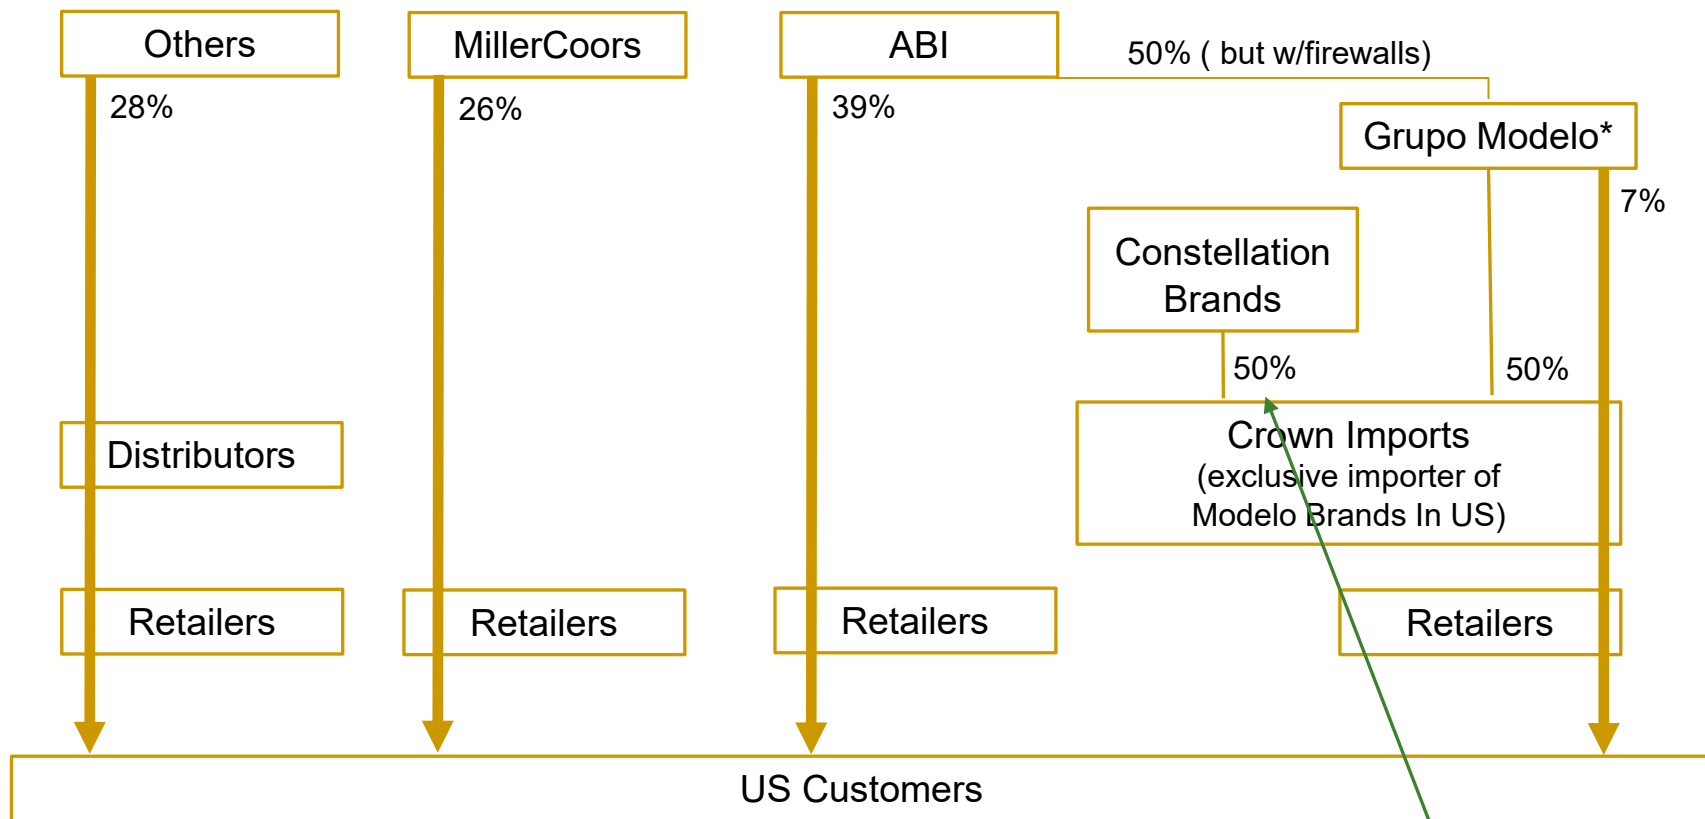 Others
MillerCoors
ABI
50% ( but w/firewalls)
28%
26%
39%
Grupo Modelo*
7%
Constellation
Brands
50%
50%
Crown Imports
(exclusive importer of
Modelo Brands In US)
Distributors
Retailers
Retailers
Retailers
Retailers
US Customers